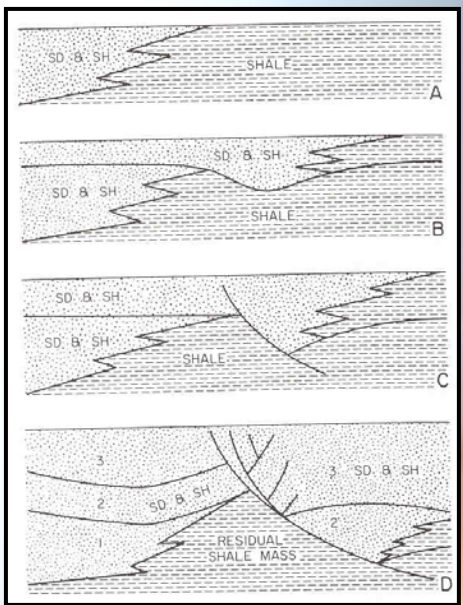 SD & SH
SHALE
A
SD & SH
SD & SH
SHALE
B
SD & SH
SD & SH
SHALE
C
3
3 SD & SH
2
SD & SH
2
1
RESIDUAL
SHALE MASS
D